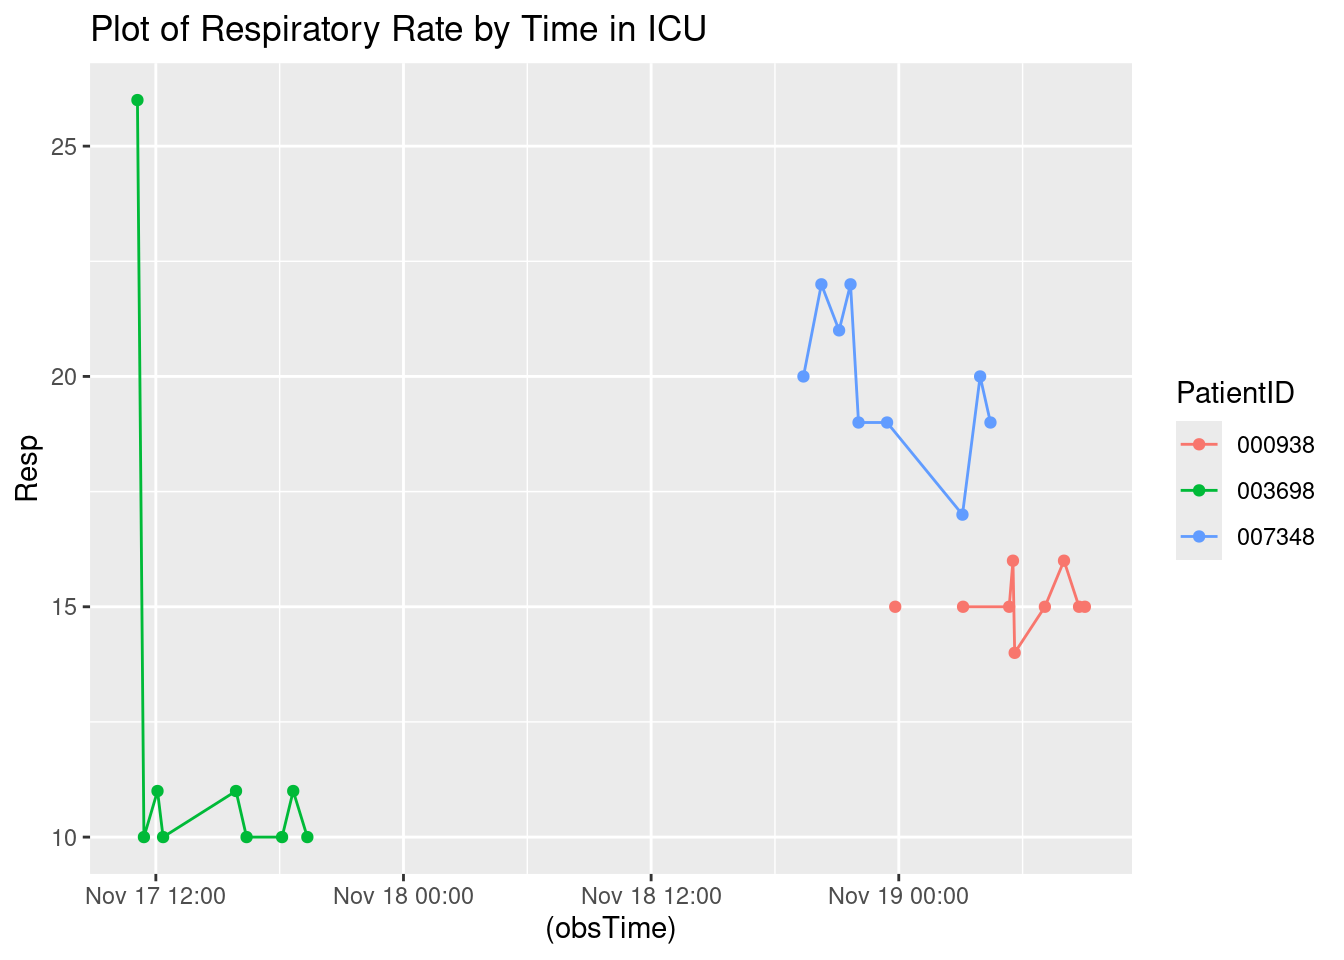 Plot of Respiratory Rate by Time in ICU
25
20
15
10
Resp
Nov 17 12:00
Nov 18 00:00
Nov 18 12:00
Nov 19 00:00
(obsTime)
PatientID
000938
003698
007348